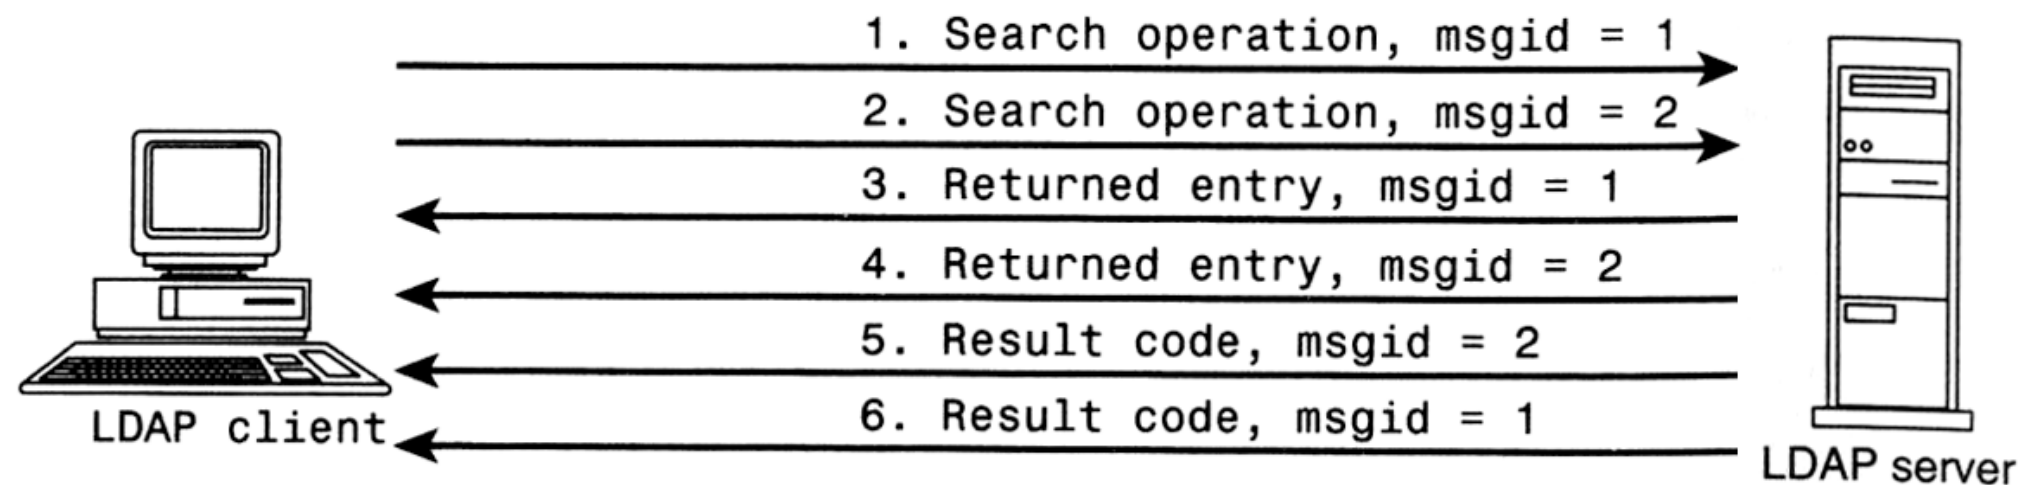 1. Search operation, msgid = 1
2. Search operation, msgid = 2
3. Returned entry, msgid = 1
4. Returned entry, msgid = 2
5. Result code, msgid = 2
6. Result code, msgid = 1
LDAP client
LDAP server